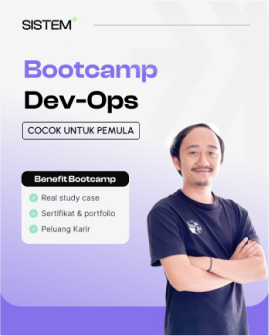 SISTEM
Bootcamp
Dev-Ops
COCOK UNTUK PEMULA
Benefit Bootcamp
Real study case
Sertifikat & portfolio
Peluang Karir